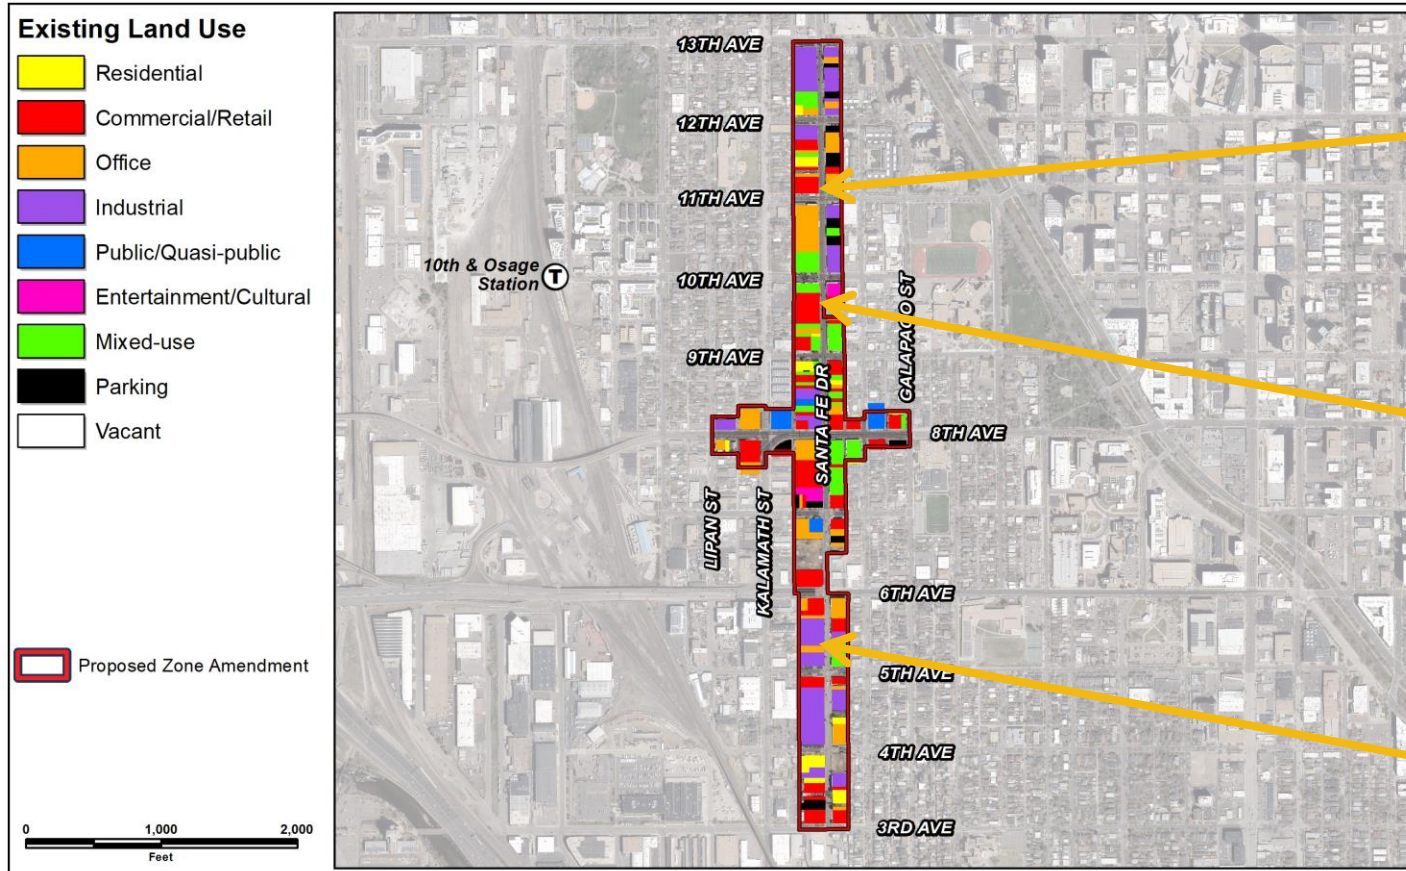 Existing Land Use
Residential
Commercial/Retail
Office
Industrial
Public/Quasi-public
Entertainment/Cultural
Mixed-use
Parking
Vacant
Proposed Zone Amendment
0 1,000 2,000
Feet
13TH AVE
12TH AVE
11TH AVE
10TH AVE
10th & Osage
Station
T
9TH AVE
GALAPAGO ST
SANTA FE DR
8TH AVE
LIPAN ST
KALAMATH ST
6TH AVE
5TH AVE
4TH AVE
3RD AVE